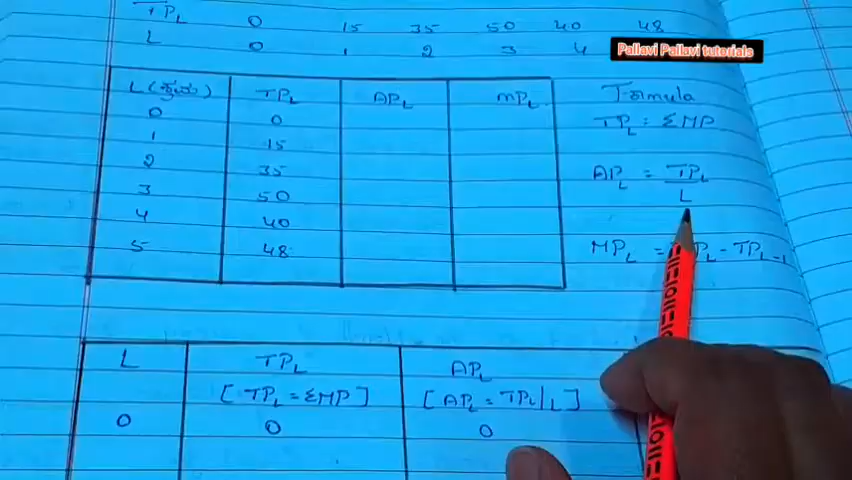 TPL 0 15 35 50 40 48
L 0 1 2 3 4
Pallavi Pallavi tutorials
L (ಶ್ರಮ) TPL APL MPL Formula
0 0
TPL = ΣMP
1 15
2 35
APL = TPL / L
3 50
4 40
MPL = PL - TPL-1
5 48
L TPL APL
[TPL = ΣMP] [APL = TPL/L]
0 0 0